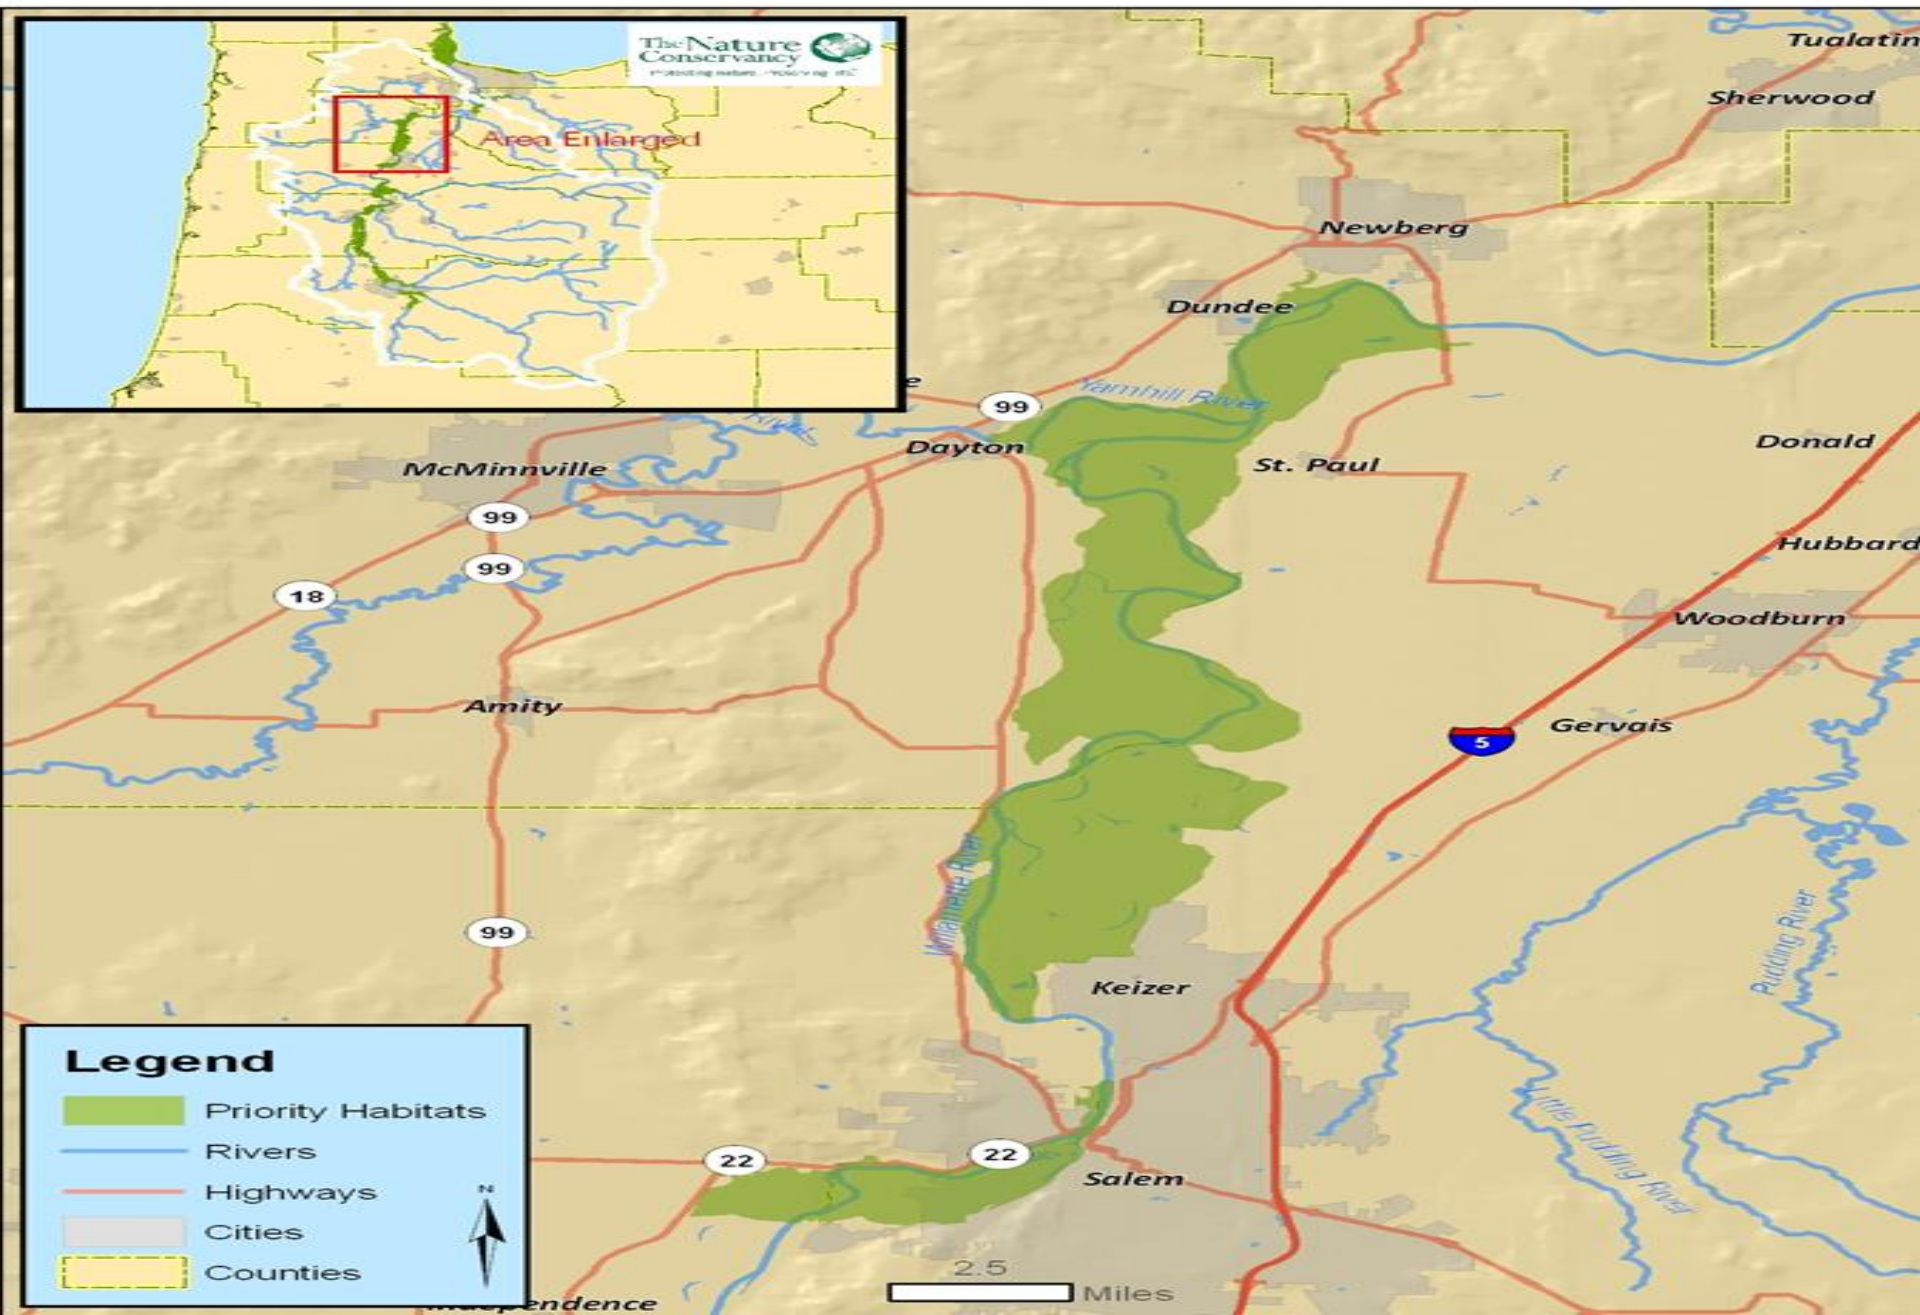 The Nature
Conservancy
Area Enlarged
Tualatin
Sherwood
Newberg
Dundee
Yamhill River
99
River
Dayton
St. Paul
Donald
McMinnville
99
99
18
Hubbard
Woodburn
Amity
Gervais
5
Willamette River
99
Pudding River
Keizer
Little Pudding River
22
22
Salem
2.5
Miles
Legend
Priority Habitats
Rivers
Highways
Cities
Counties
N
endence